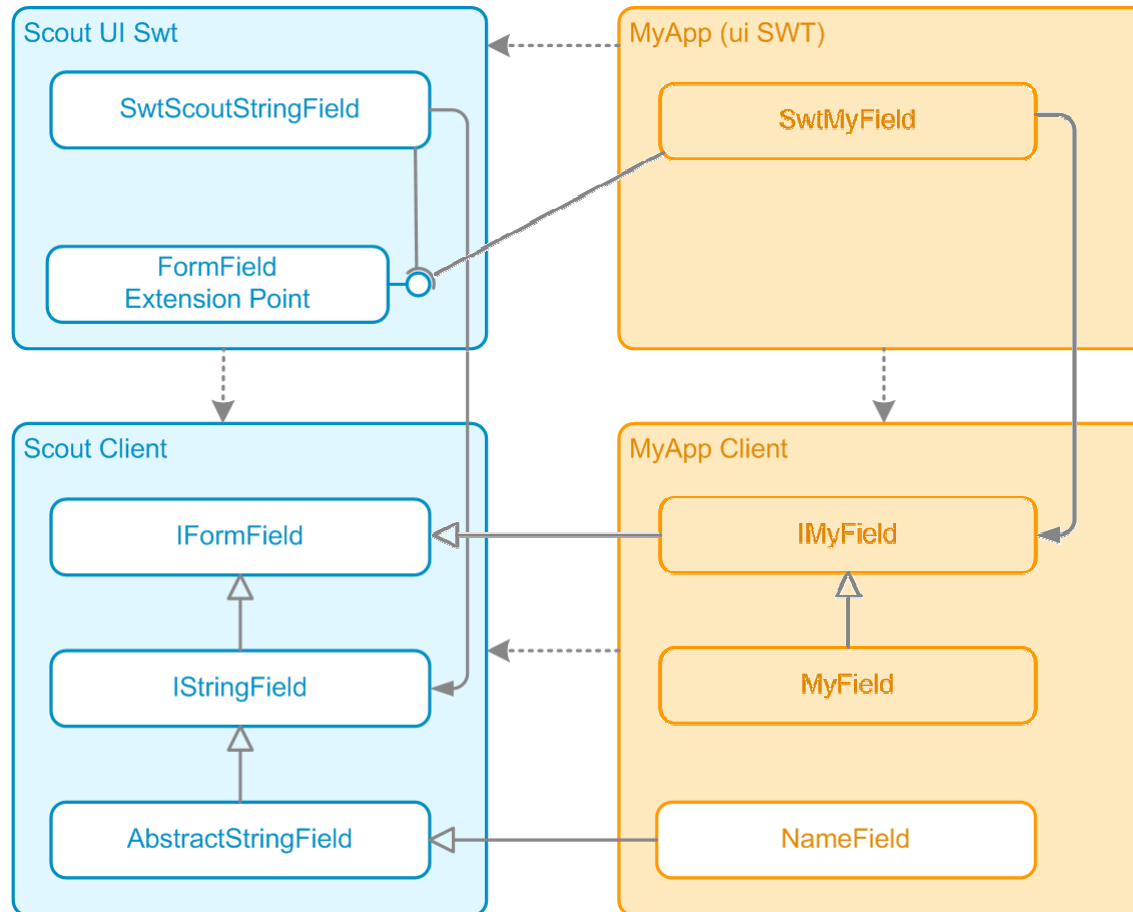 Scout UI Swt
SwtScoutStringField
FormField
Extension Point
MyApp (ui SWT)
SwtMyField
Scout Client
IFormField
IStringField
AbstractStringField
MyApp Client
IMyField
MyField
NameField